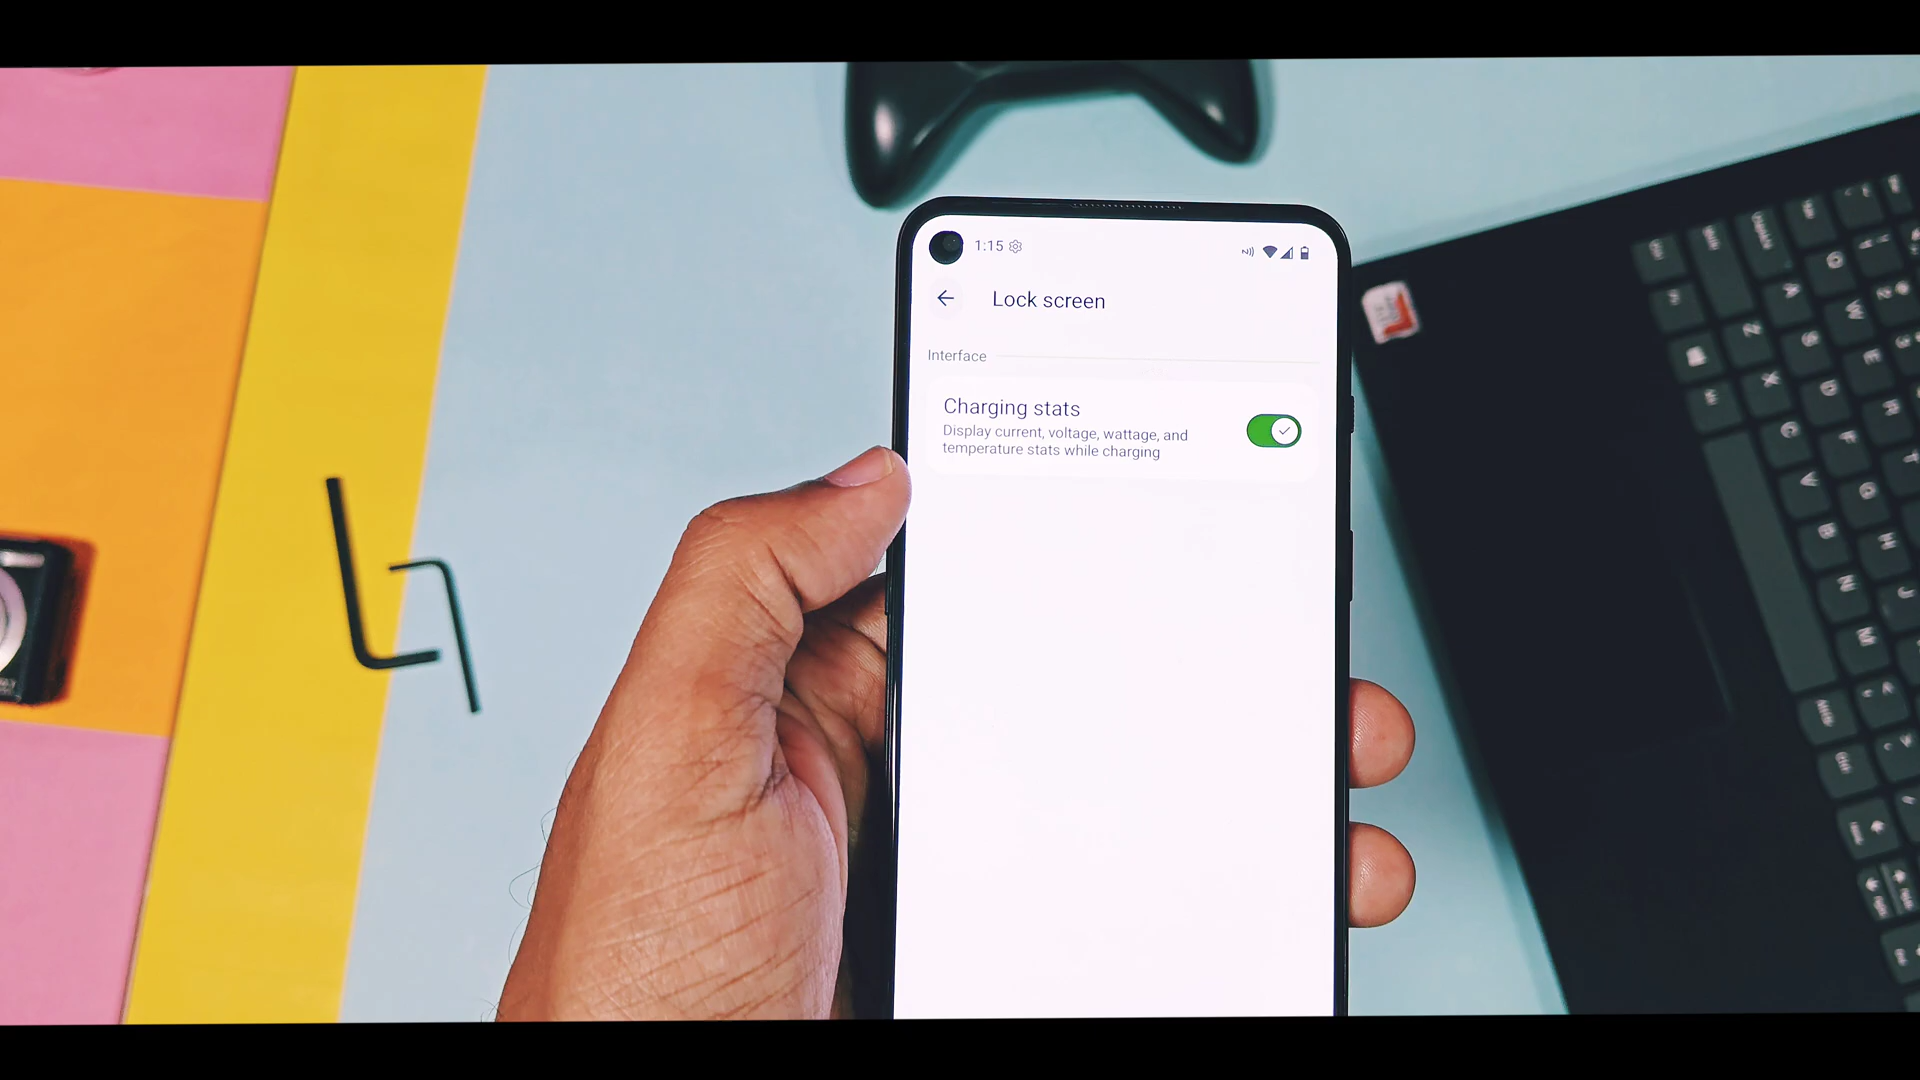 1:15
Lock screen
Interface
Charging stats
Display current, voltage, wattage, and
temperature stats while charging